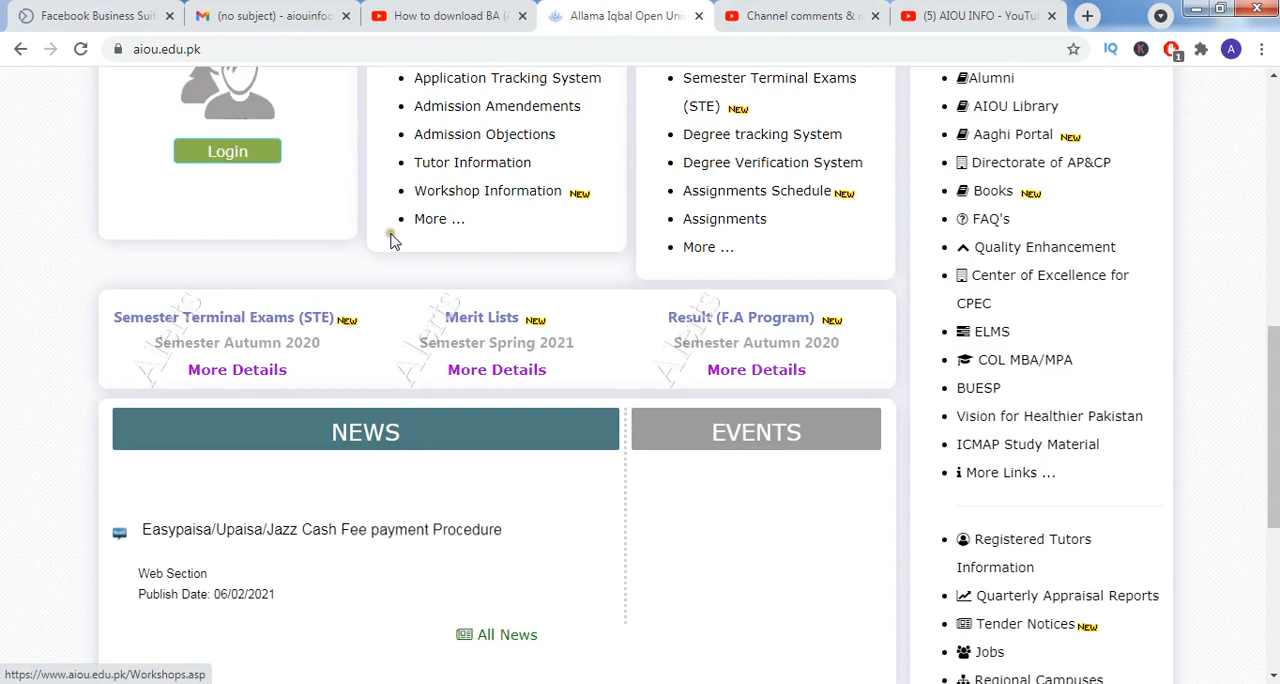 Facebook Business Suit
(no subject) - aiouinfoo
How to download BA (A
Allama Iqbal Open Uni
Channel comments & m
(5) AIOU INFO - YouTu
aiou.edu.pk
IQ
K
1
A
Login
Application Tracking System
Admission Amendements
Admission Objections
Tutor Information
Workshop Information NEW
More ...
Semester Terminal Exams
(STE) NEW
Degree tracking System
Degree Verification System
Assignments Schedule NEW
Assignments
More ...
Alumni
AIOU Library
Aaghi Portal NEW
Directorate of AP&CP
Books NEW
FAQ's
Quality Enhancement
Center of Excellence for
CPEC
ELMS
COL MBA/MPA
BUESP
Vision for Healthier Pakistan
ICMAP Study Material
More Links ...
Registered Tutors
Information
Quarterly Appraisal Reports
Tender Notices NEW
Jobs
Regional Campuses
Alerts
Semester Terminal Exams (STE) NEW
Semester Autumn 2020
More Details
Alerts
Merit Lists NEW
Semester Spring 2021
More Details
Alerts
Result (F.A Program) NEW
Semester Autumn 2020
More Details
NEWS
EVENTS
Easypaisa/Upaisa/Jazz Cash Fee payment Procedure
Web Section
Publish Date: 06/02/2021
All News
https://www.aiou.edu.pk/Workshops.asp